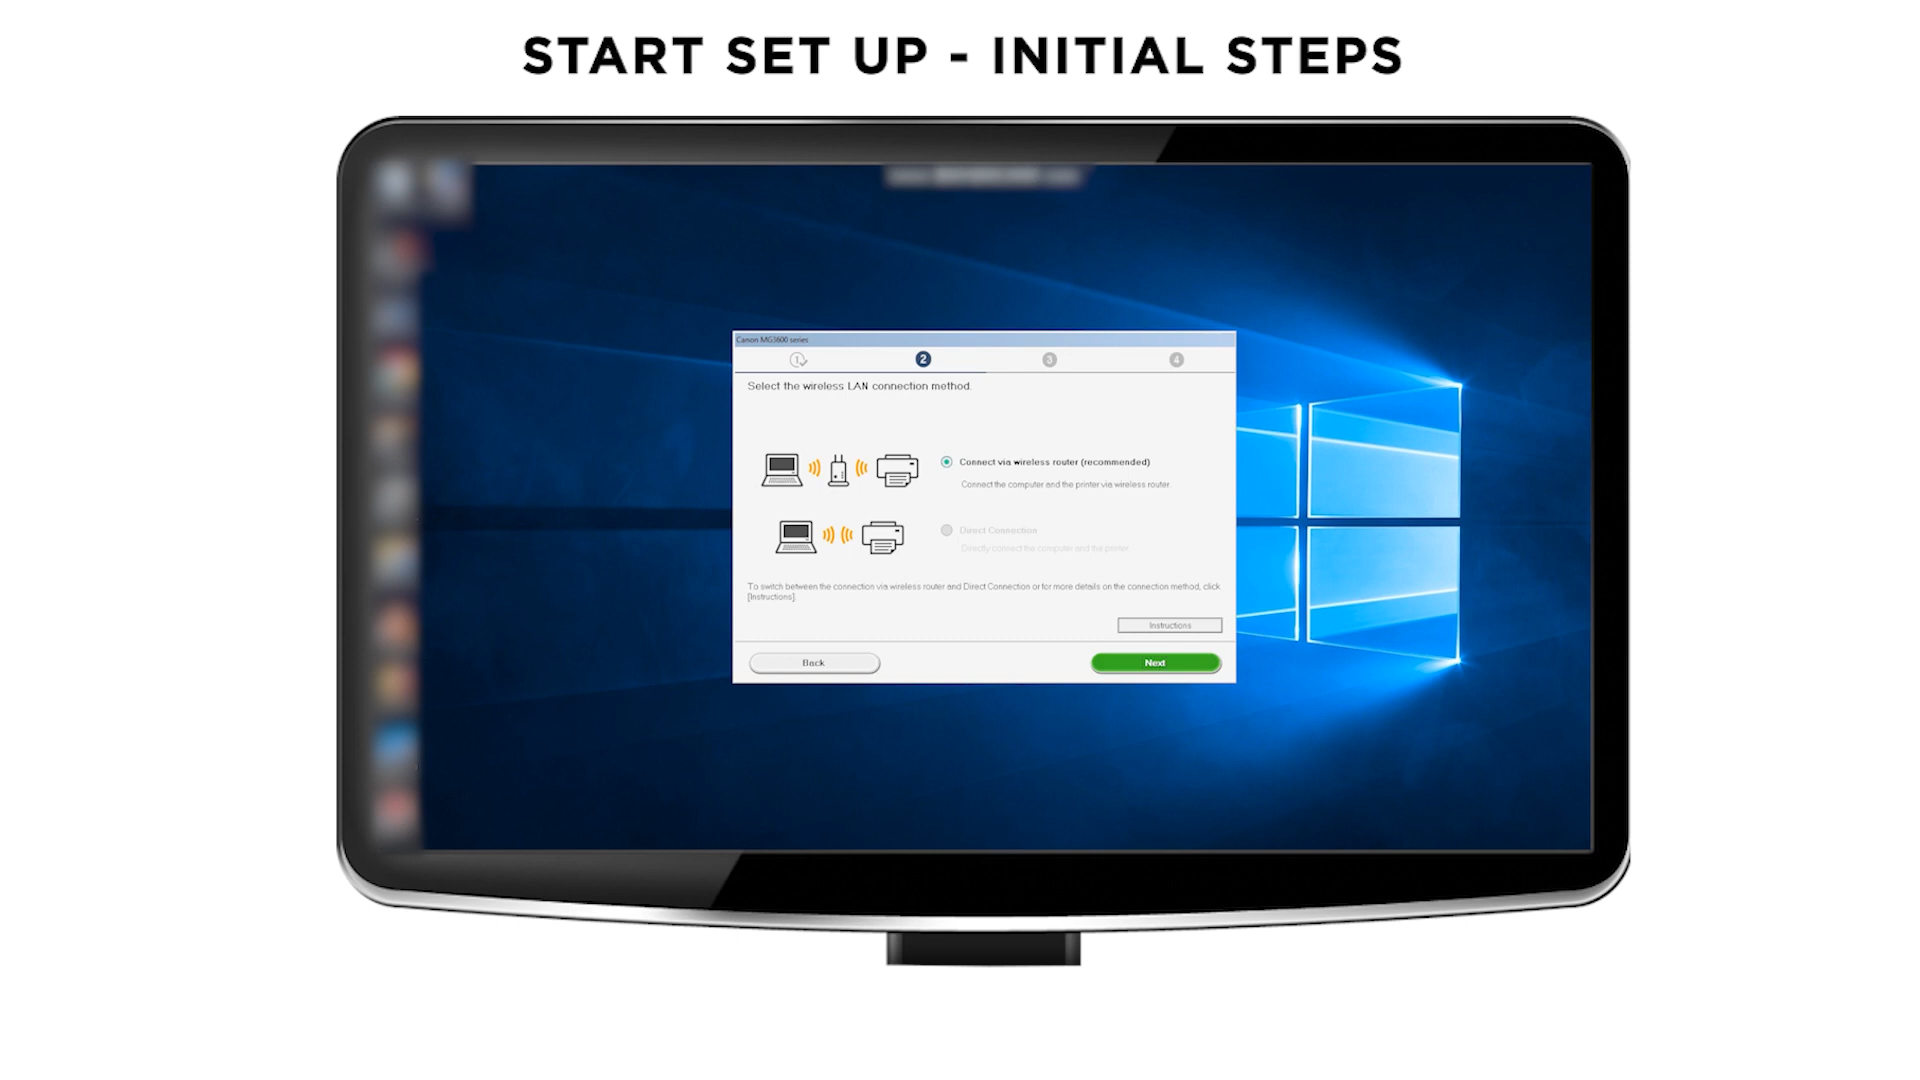 START SET UP - INITIAL STEPS
Canon MG3600 series
1
2
3
4
Select the wireless LAN connection method.
Connect via wireless router (recommended)
Connect the computer and the printer via wireless router.
Direct Connection
Directly connect the computer and the printer.
To switch between the connection via wireless router and Direct Connection or for more details on the connection method, click
[Instructions].
Instructions
Back
Next